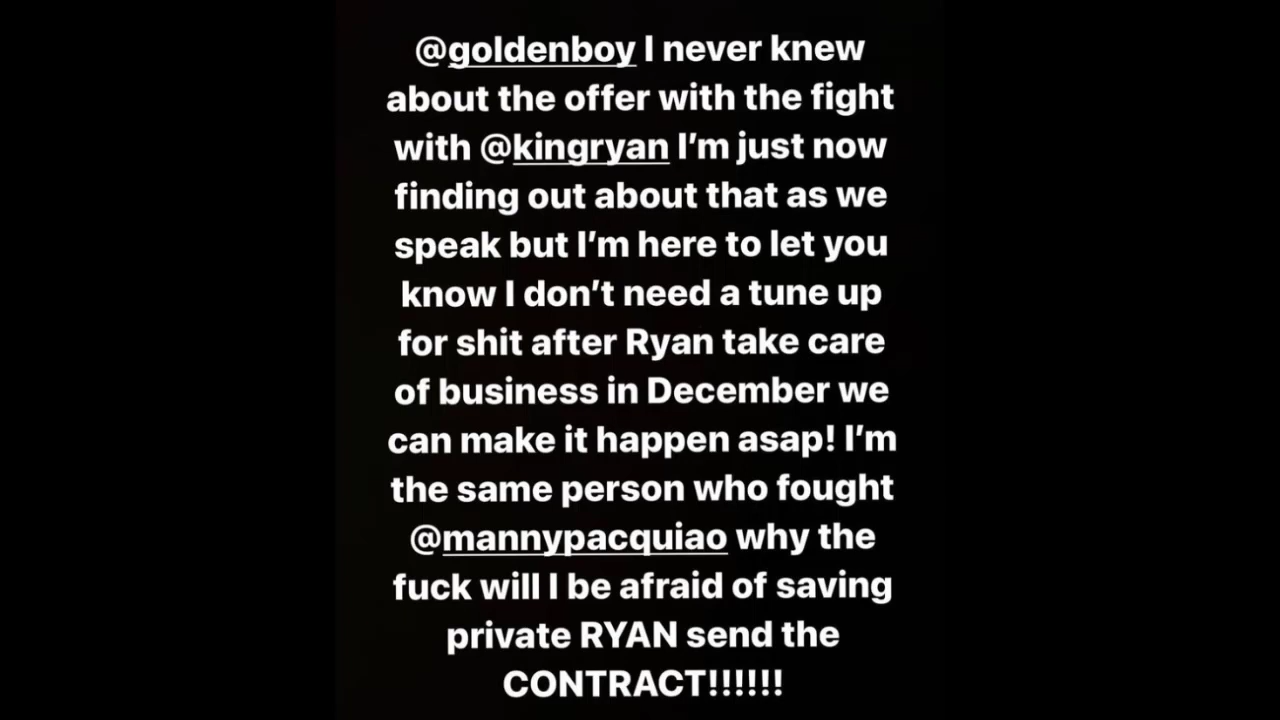 @goldenboy I never knew
about the offer with the fight
with @kingryan I’m just now
finding out about that as we
speak but I’m here to let you
know I don’t need a tune up
for shit after Ryan take care
of business in December we
can make it happen asap! I’m
the same person who fought
@mannypacquiao why the
fuck will I be afraid of saving
private RYAN send the
CONTRACT!!!!!!